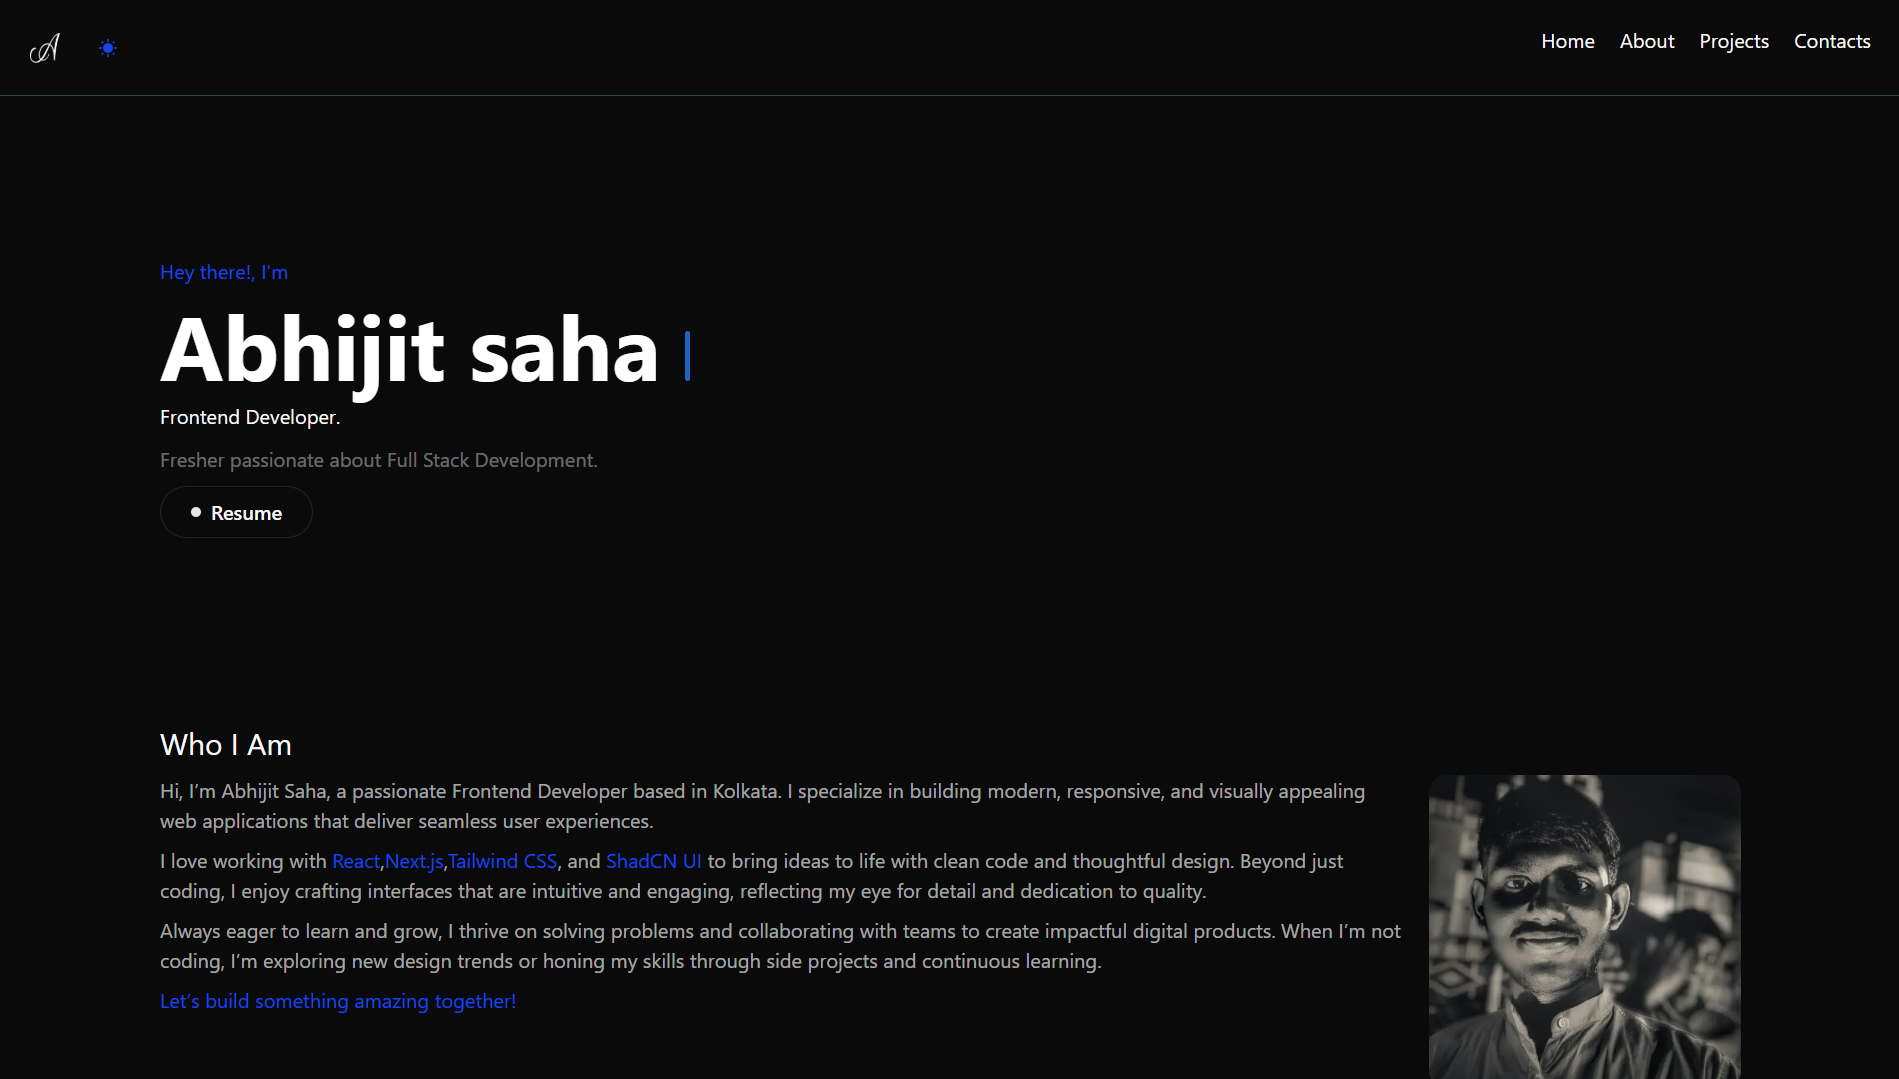 A
Home About Projects Contacts
Hey there!, I'm
Abhijit saha
Frontend Developer.
Fresher passionate about Full Stack Development.
Resume
Who I Am
Hi, I’m Abhijit Saha, a passionate Frontend Developer based in Kolkata. I specialize in building modern, responsive, and visually appealing
web applications that deliver seamless user experiences.
I love working with React,Next.js,Tailwind CSS, and ShadCN UI to bring ideas to life with clean code and thoughtful design. Beyond just
coding, I enjoy crafting interfaces that are intuitive and engaging, reflecting my eye for detail and dedication to quality.
Always eager to learn and grow, I thrive on solving problems and collaborating with teams to create impactful digital products. When I’m not
coding, I’m exploring new design trends or honing my skills through side projects and continuous learning.
Let’s build something amazing together!